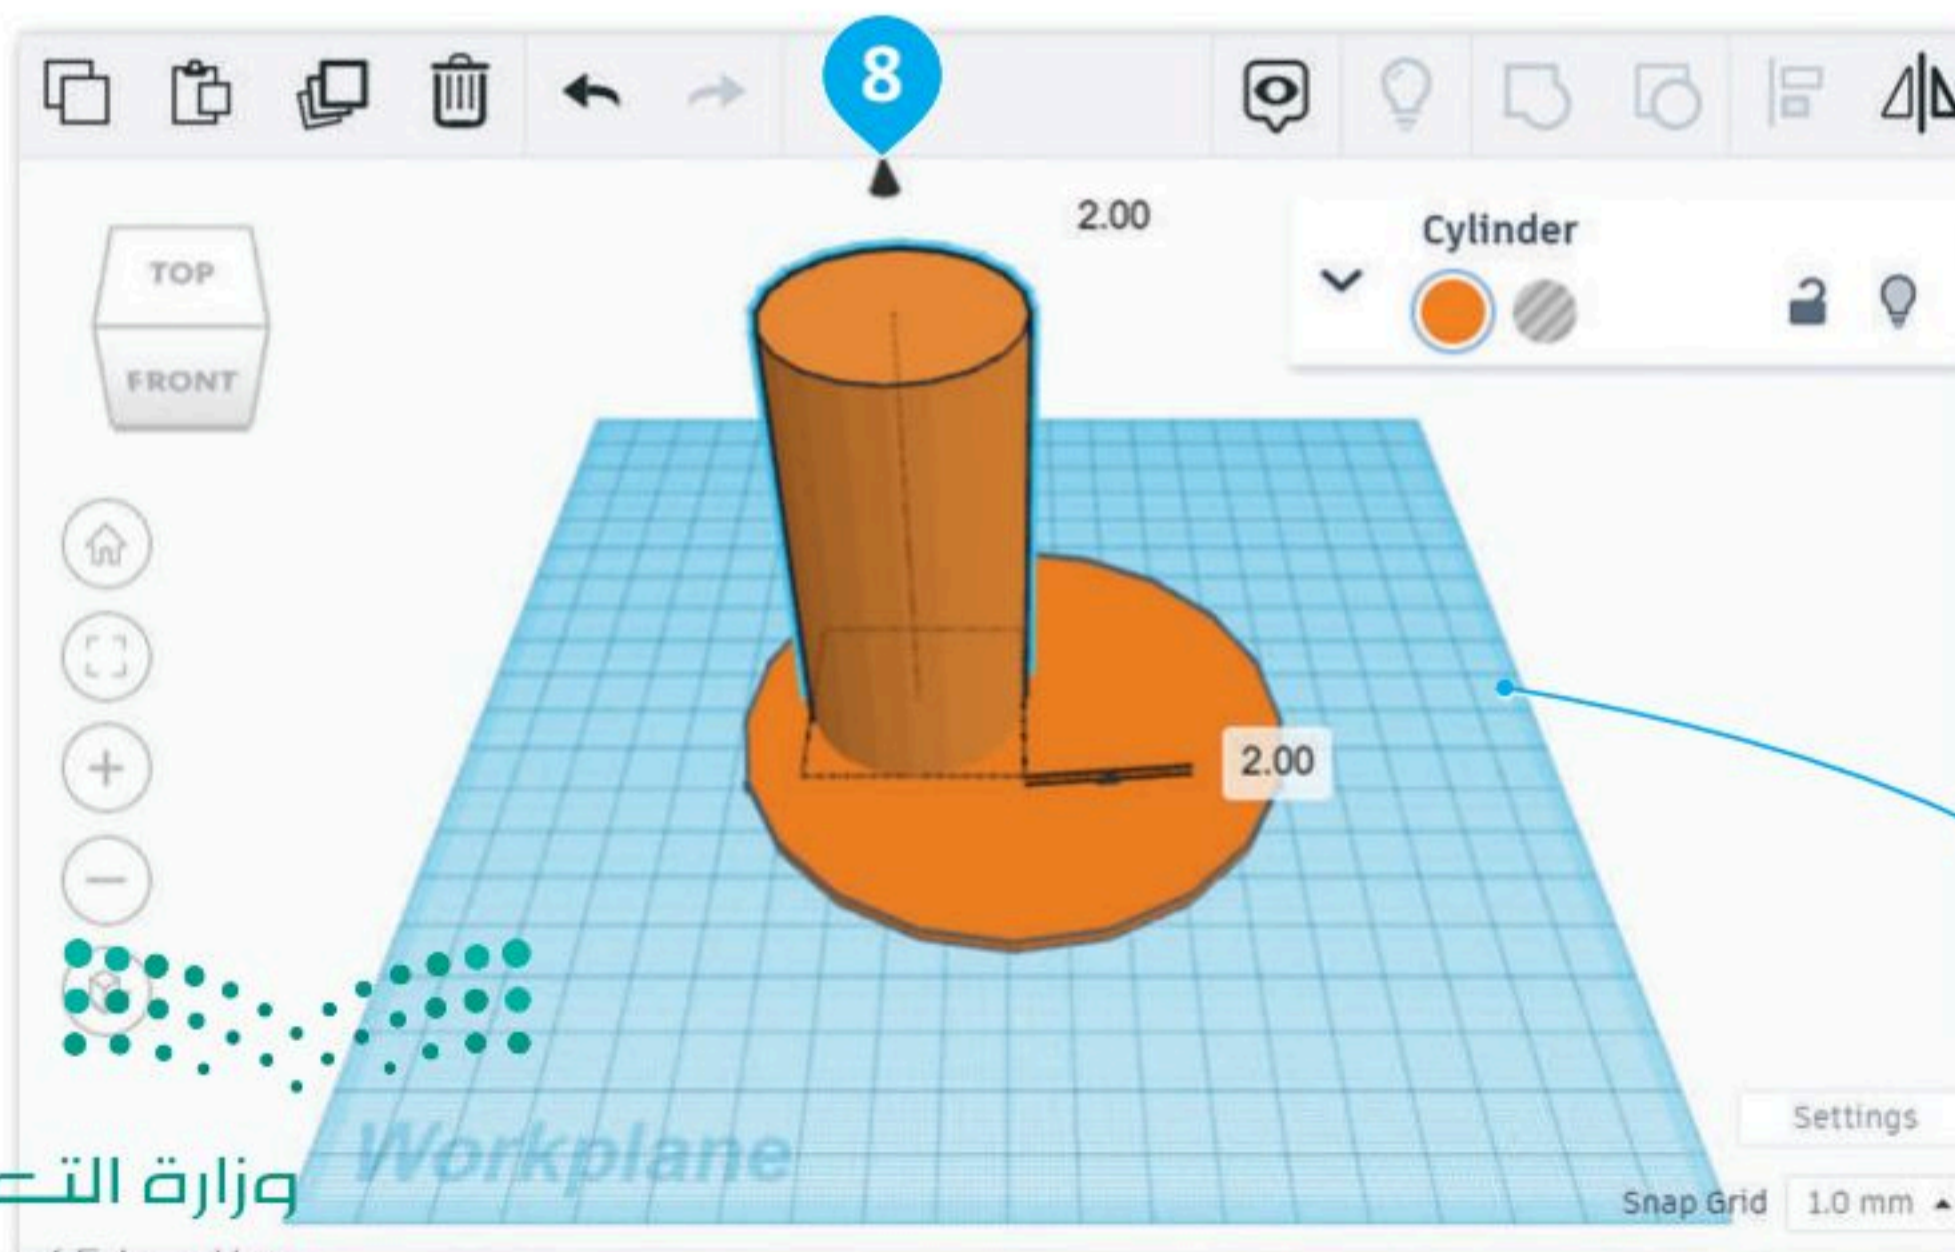 8
2.00
Cylinder
TOP
FRONT
2.00
Workplane
Settings
Snap Grid 1.0 mm
وزارة التـ